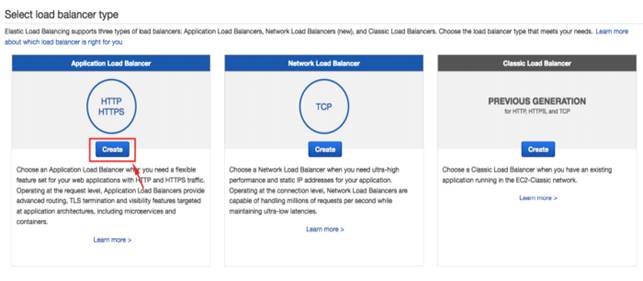 Select load balancer type
Elastic Load Balancing supports three types of load balancers: Application Load Balancers, Network Load Balancers (new), and Classic Load Balancers. Choose the load balancer type that meets your needs. Learn more
about which load balancer is right for you
Application Load Balancer
HTTP
HTTPS
Create
Choose an Application Load Balancer when you need a flexible
feature set for your web applications with HTTP and HTTPS traffic.
Operating at the request level, Application Load Balancers provide
advanced routing, TLS termination and visibility features targeted
at application architectures, including microservices and
containers.
Learn more >
Network Load Balancer
TCP
Create
Choose a Network Load Balancer when you need ultra-high
performance and static IP addresses for your application.
Operating at the connection level, Network Load Balancers are
capable of handling millions of requests per second while
maintaining ultra-low latencies.
Learn more >
Classic Load Balancer
PREVIOUS GENERATION
for HTTP, HTTPS, and TCP
Create
Choose a Classic Load Balancer when you have an existing
application running in the EC2-Classic network.
Learn more >